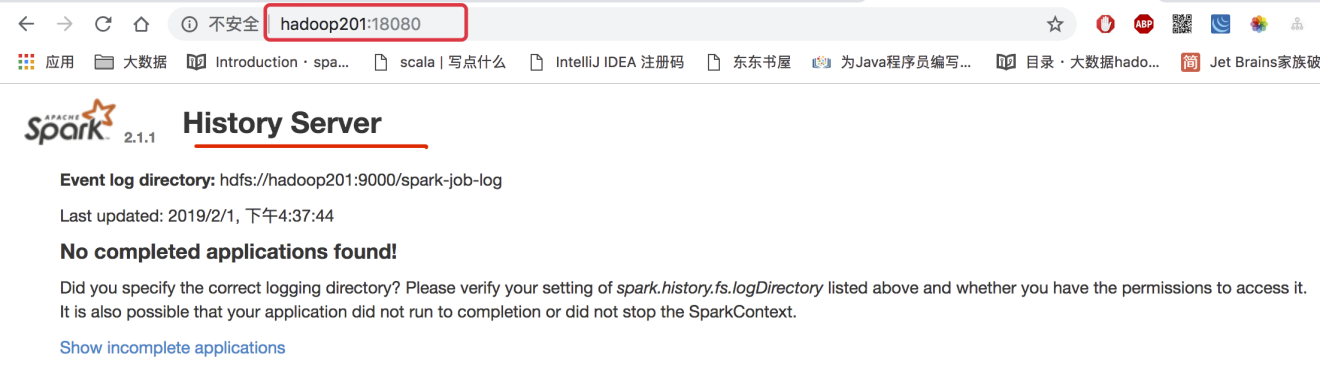 不安全 hadoop201:18080 ABP
应用 大数据 Introduction · spa... scala | 写点什么 IntelliJ IDEA 注册码 东东书屋 为Java程序员编写... 目录 · 大数据hado... 简 Jet Brains家族破
APACHE
Spark 2.1.1 History Server
Event log directory: hdfs://hadoop201:9000/spark-job-log
Last updated: 2019/2/1, 下午4:37:44
No completed applications found!
Did you specify the correct logging directory? Please verify your setting of spark.history.fs.logDirectory listed above and whether you have the permissions to access it.
It is also possible that your application did not run to completion or did not stop the SparkContext.
Show incomplete applications